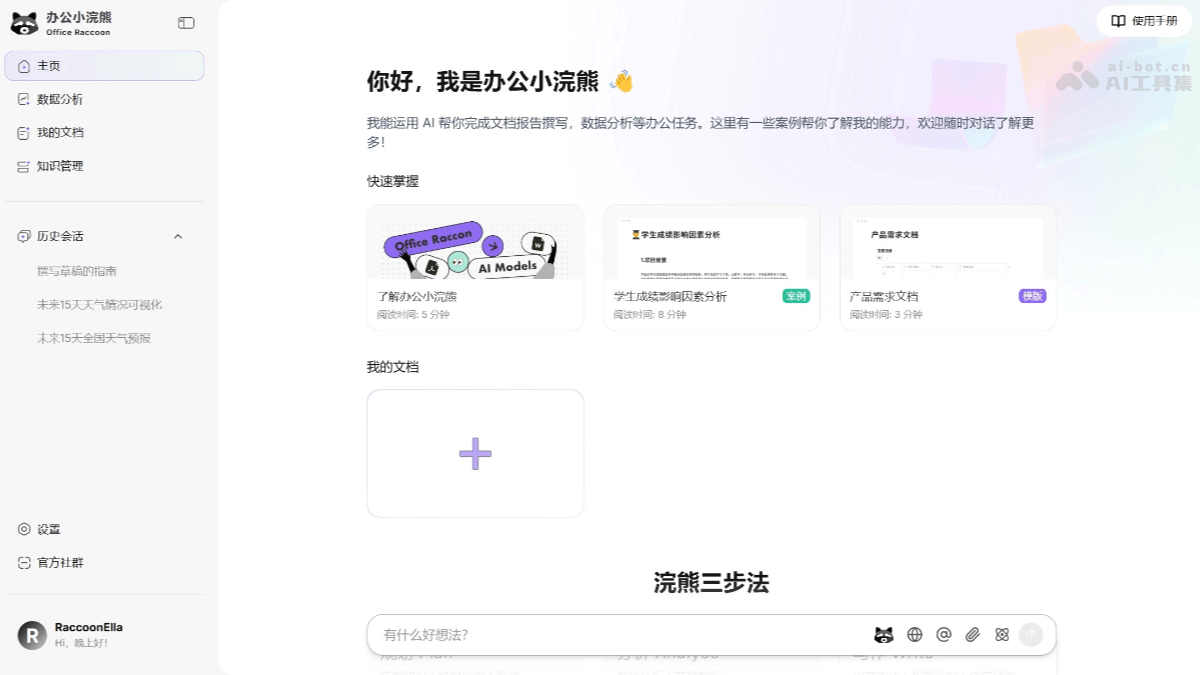 办公小浣熊
Office Raccoon
使用手册
主页
数据分析
我的文档
知识管理
历史会话
撰写草稿的指南
未来15天天气情况可视化
未来15天全国天气预报
设置
官方社群
R
RaccoonElla
Hi，晚上好！
ai-bot.cn
AI工具集
你好，我是办公小浣熊
我能运用 AI 帮你完成文档报告撰写，数据分析等办公任务。这里有一些案例帮你了解我的能力，欢迎随时对话了解更
多！
快速掌握
Office Raccon
AI Models
W
了解办公小浣熊
阅读时间: 5 分钟
学生成绩影响因素分析
1.项目背景
学生成绩影响因素分析
案例
阅读时间: 8 分钟
产品需求文档
产品需求文档
模版
阅读时间: 3 分钟
我的文档
浣熊三步法
有什么好想法?